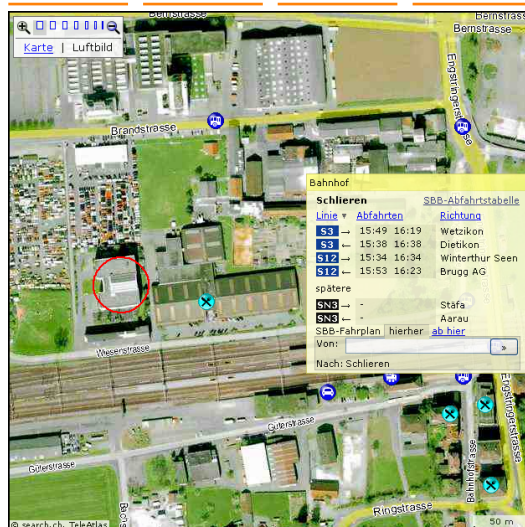 Bernstrasse
Bernstrasse
Bernstrasse
Karte | Luftbild
Engstringerstrasse
Brandstrasse
Bahnhof
Schlieren SBB-Abfahrtstabelle
Linie ▼ Abfahrten Richtung
S3 → 15:49 16:19 Wetzikon
S3 ← 15:38 16:38 Dietikon
S12 → 15:34 16:34 Winterthur Seen
S12 ← 15:53 16:23 Brugg AG
spätere
SN3 → - Stäfa
SN3 ← - Aarau
SBB-Fahrplan hierher ab hier
Von: »
Nach: Schlieren
Wiesenstrasse
Güterstrasse
Güterstrasse
Bahnhofstrasse
Engstringerstrasse
Ringstrasse
© search.ch, TeleAtlas
50 m